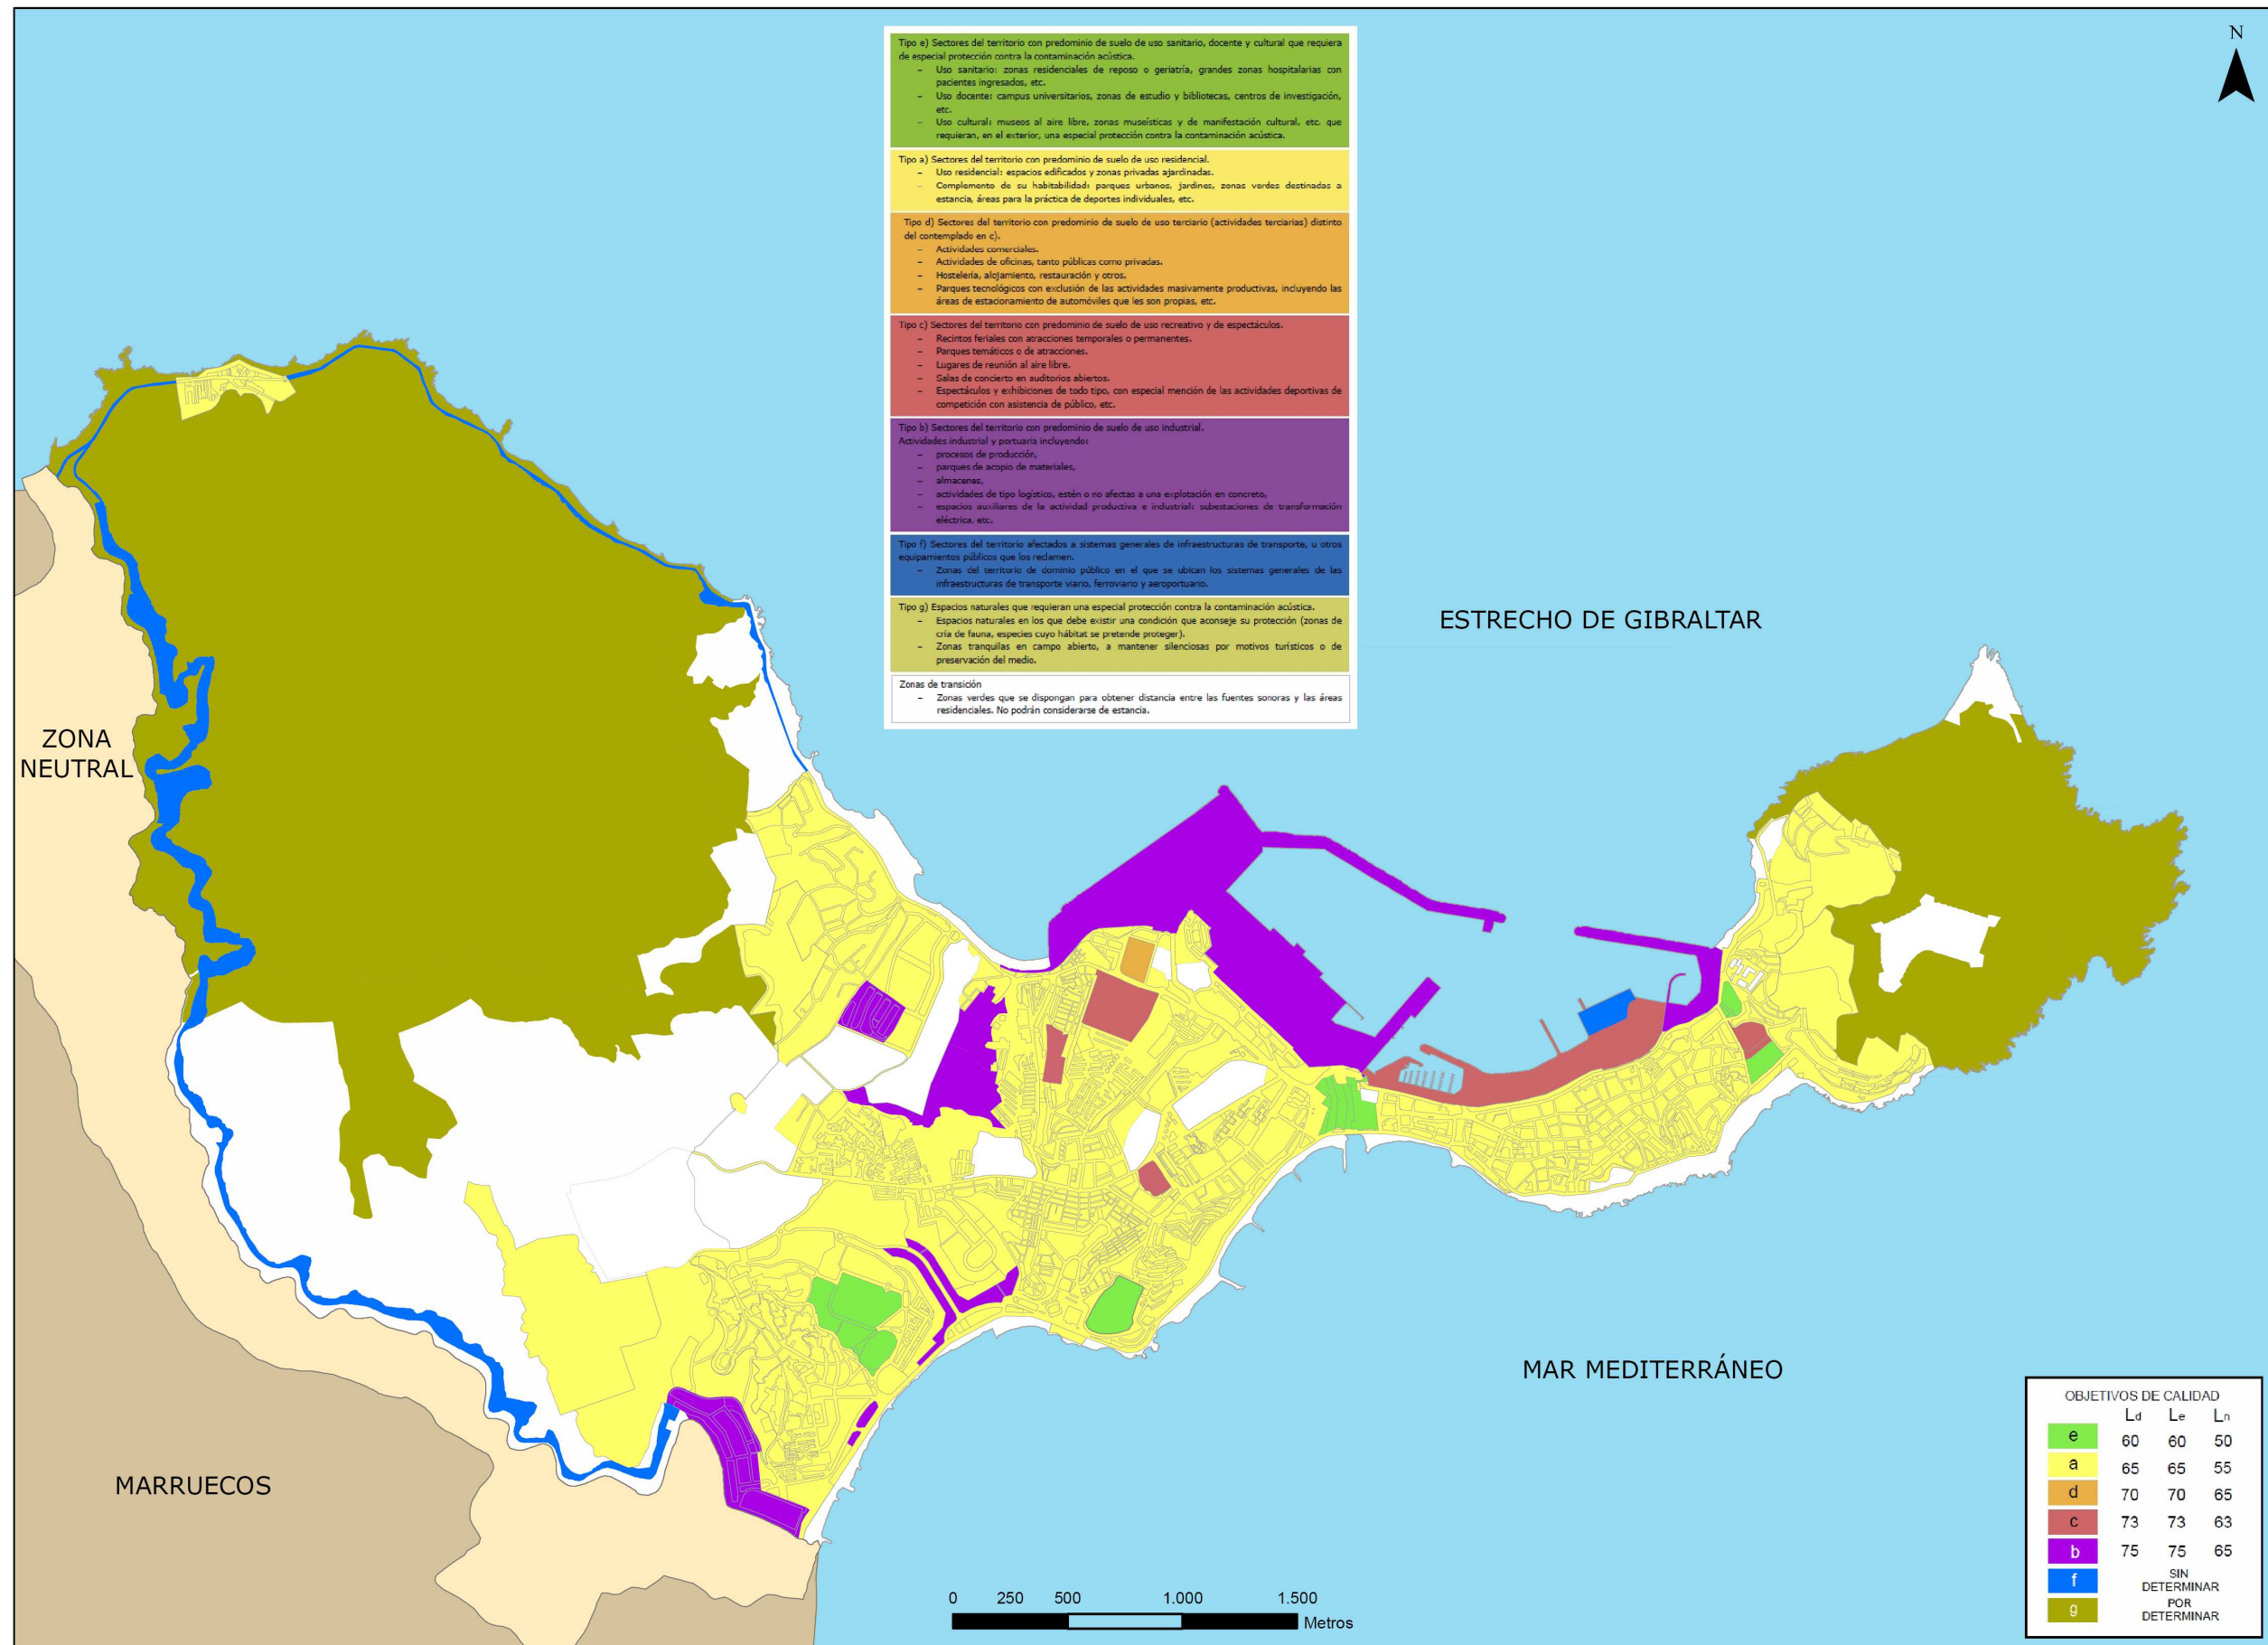 N
Tipo e) Sectores del territorio con predominio de suelo de uso sanitario, docente y cultural que requiera
de especial protección contra la contaminación acústica.
– Uso sanitario: zonas residenciales de reposo o geriatría, grandes zonas hospitalarias con
pacientes ingresados, etc.
– Uso docente: campus universitarios, zonas de estudio y bibliotecas, centros de investigación,
etc.
– Uso cultural: museos al aire libre, zonas museísticas y de manifestación cultural, etc. que
requieran, en el exterior, una especial protección contra la contaminación acústica.
Tipo a) Sectores del territorio con predominio de suelo de uso residencial.
– Uso residencial: espacios edificados y zonas privadas ajardinadas.
– Complemento de su habitabilidad: parques urbanos, jardines, zonas verdes destinadas a
estancia, áreas para la práctica de deportes individuales, etc.
Tipo d) Sectores del territorio con predominio de suelo de uso terciario (actividades terciarias) distinto
del contemplado en c).
– Actividades comerciales.
– Actividades de oficinas, tanto públicas como privadas.
– Hostelería, alojamiento, restauración y otros.
– Parques tecnológicos con exclusión de las actividades masivamente productivas, incluyendo las
áreas de estacionamiento de automóviles que les son propias, etc.
Tipo c) Sectores del territorio con predominio de suelo de uso recreativo y de espectáculos.
– Recintos feriales con atracciones temporales o permanentes.
– Parques temáticos o de atracciones.
– Lugares de reunión al aire libre.
– Salas de concierto en auditorios abiertos.
– Espectáculos y exhibiciones de todo tipo, con especial mención de las actividades deportivas de
competición con asistencia de público, etc.
Tipo b) Sectores del territorio con predominio de suelo de uso industrial.
Actividades industrial y portuaria incluyendo:
– procesos de producción,
– parques de acopio de materiales,
– almacenes,
– actividades de tipo logístico, estén o no afectas a una explotación en concreto,
– espacios auxiliares de la actividad productiva e industrial: subestaciones de transformación
eléctrica, etc.
Tipo f) Sectores del territorio afectados a sistemas generales de infraestructuras de transporte, u otros
equipamientos públicos que los reclamen.
– Zonas del territorio de dominio público en el que se ubican los sistemas generales de las
infraestructuras de transporte viario, ferroviario y aeroportuario.
Tipo g) Espacios naturales que requieran una especial protección contra la contaminación acústica.
– Espacios naturales en los que debe existir una condición que aconseje su protección (zonas de
cría de fauna, especies cuyo hábitat se pretende proteger).
– Zonas tranquilas en campo abierto, a mantener silenciosas por motivos turísticos o de
preservación del medio.
Zonas de transición
– Zonas verdes que se dispongan para obtener distancia entre las fuentes sonoras y las áreas
residenciales. No podrán considerarse de estancia.
ESTRECHO DE GIBRALTAR
ZONA
NEUTRAL
MAR MEDITERRÁNEO
MARRUECOS
OBJETIVOS DE CALIDAD
Ld Le Ln
e 60 60 50
a 65 65 55
d 70 70 65
c 73 73 63
b 75 75 65
f SIN
DETERMINAR
g POR
DETERMINAR
0 250 500 1.000 1.500
Metros